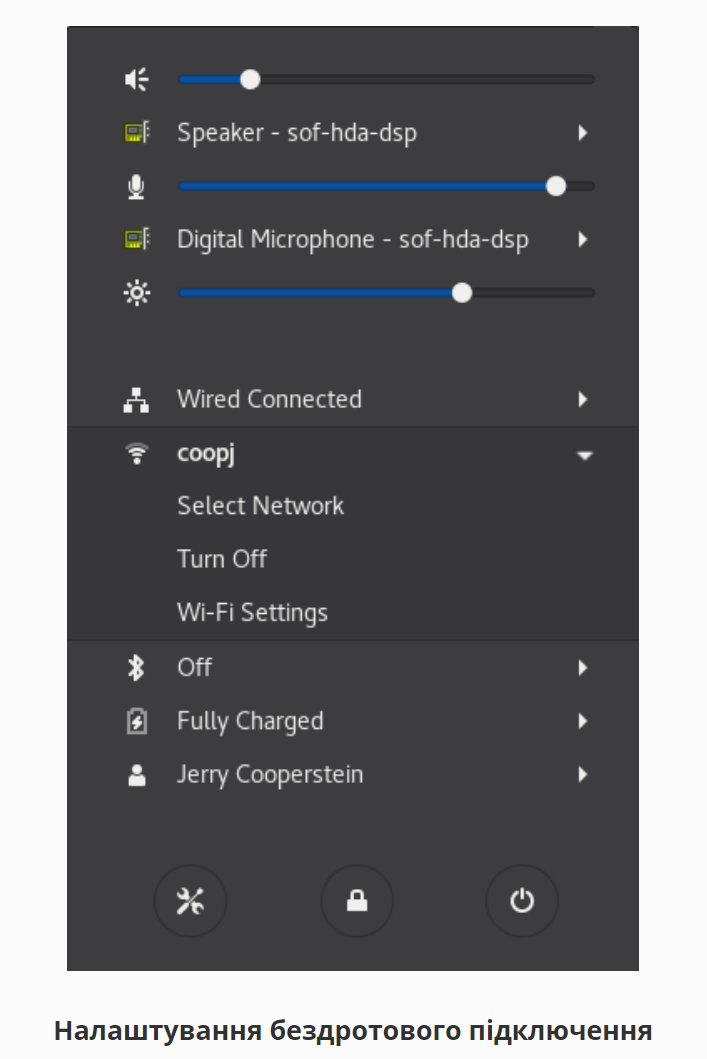 Speaker - sof-hda-dsp
Digital Microphone - sof-hda-dsp
Wired Connected
coopj
Select Network
Turn Off
Wi-Fi Settings
Off
Fully Charged
Jerry Cooperstein
Налаштування бездротового підключення